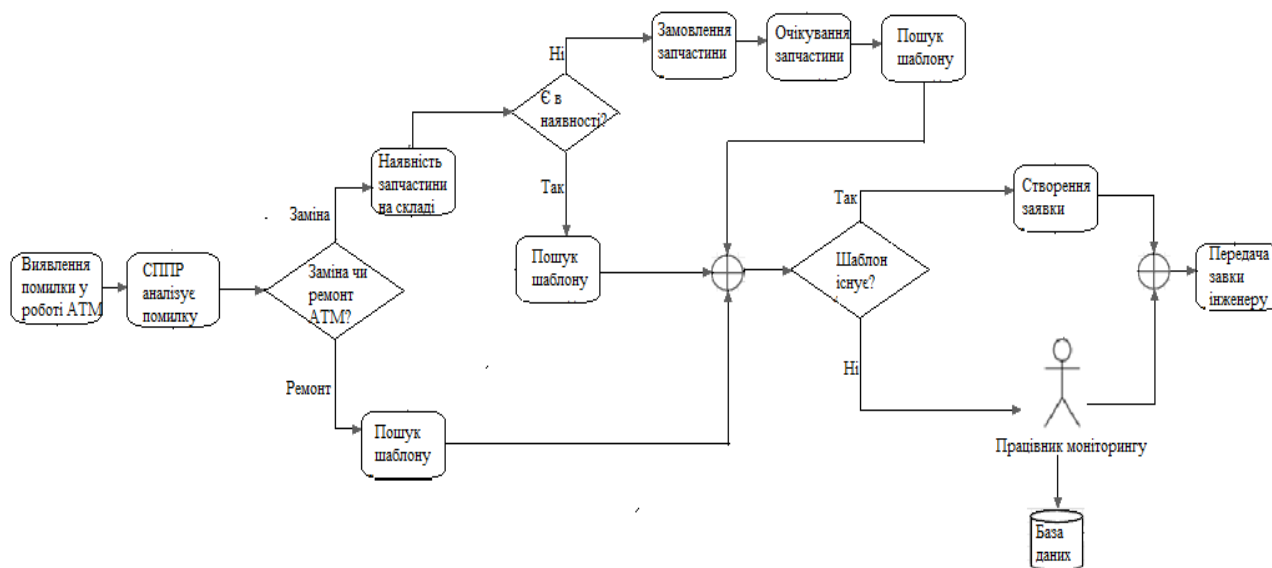 Виявлення
помилки у
роботі АТМ
СППР
аналізує
помилку
Заміна чи
ремонт
АТМ?
Заміна
Ремонт
Наявність
запчастини
на складі
Є в
наявності?
Ні
Так
Замовлення
запчастини
Очікування
запчастини
Пошук
шаблону
Пошук
шаблону
Пошук
шаблону
Шаблон
існує?
Так
Ні
Створення
заявки
Працівник моніторингу
База
даних
Передача
завки
інженеру